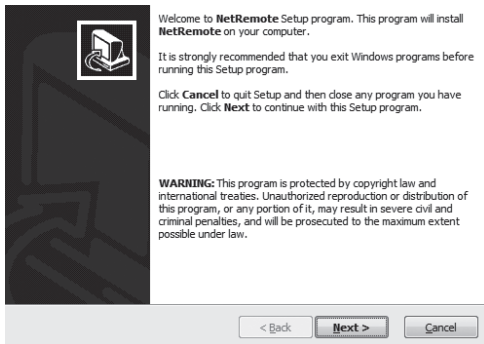 Welcome to NetRemote Setup program. This program will install
NetRemote on your computer.
It is strongly recommended that you exit Windows programs before
running this Setup program.
Click Cancel to quit Setup and then close any program you have
running. Click Next to continue with this Setup program.
WARNING: This program is protected by copyright law and
international treaties. Unauthorized reproduction or distribution of
this program, or any portion of it, may result in severe civil and
criminal penalties, and will be prosecuted to the maximum extent
possible under law.
< Back Next > Cancel